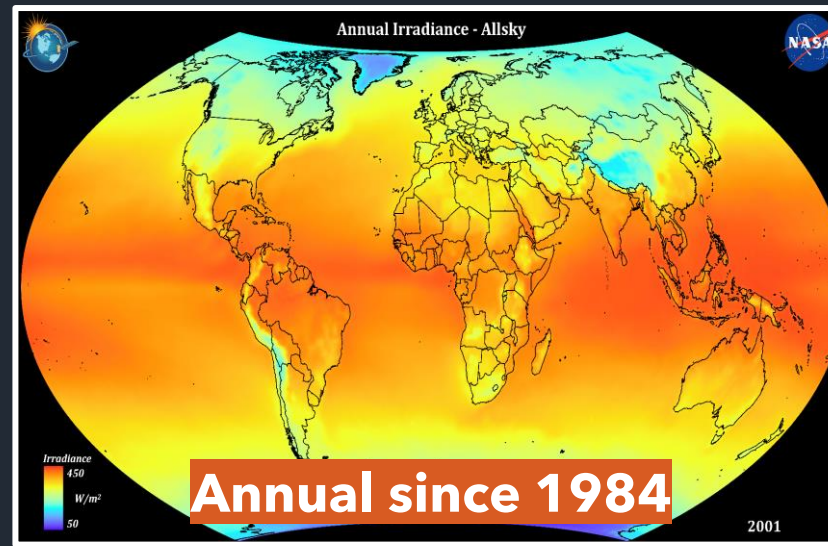 Annual Irradiance - Allsky
NASA
Irradiance
450
W/m²
50
Annual since 1984
2001